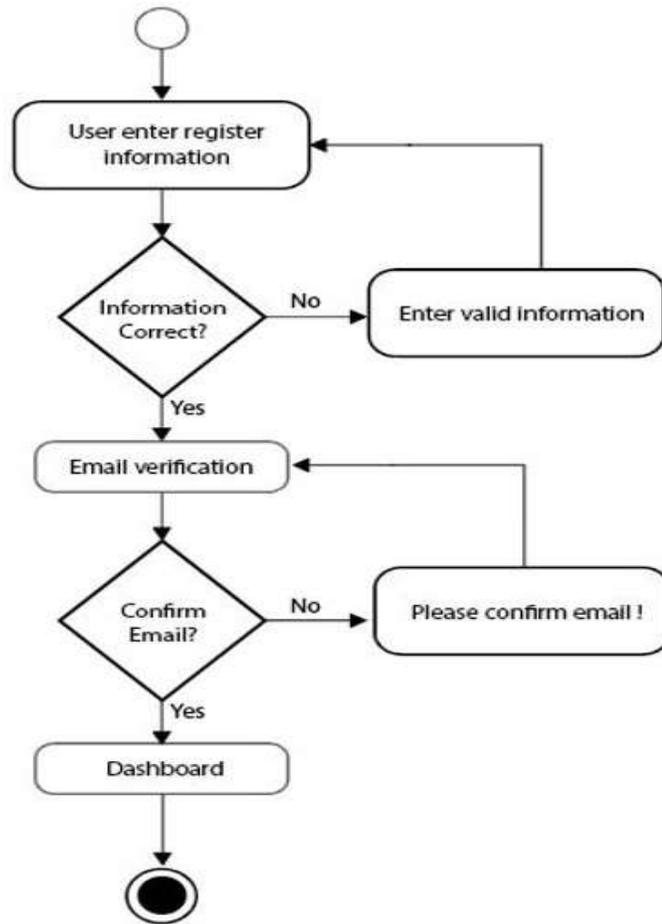 User enter register
information
Information
Correct?
No
Enter valid information
Yes
Email verification
Confirm
Email?
No
Please confirm email !
Yes
Dashboard